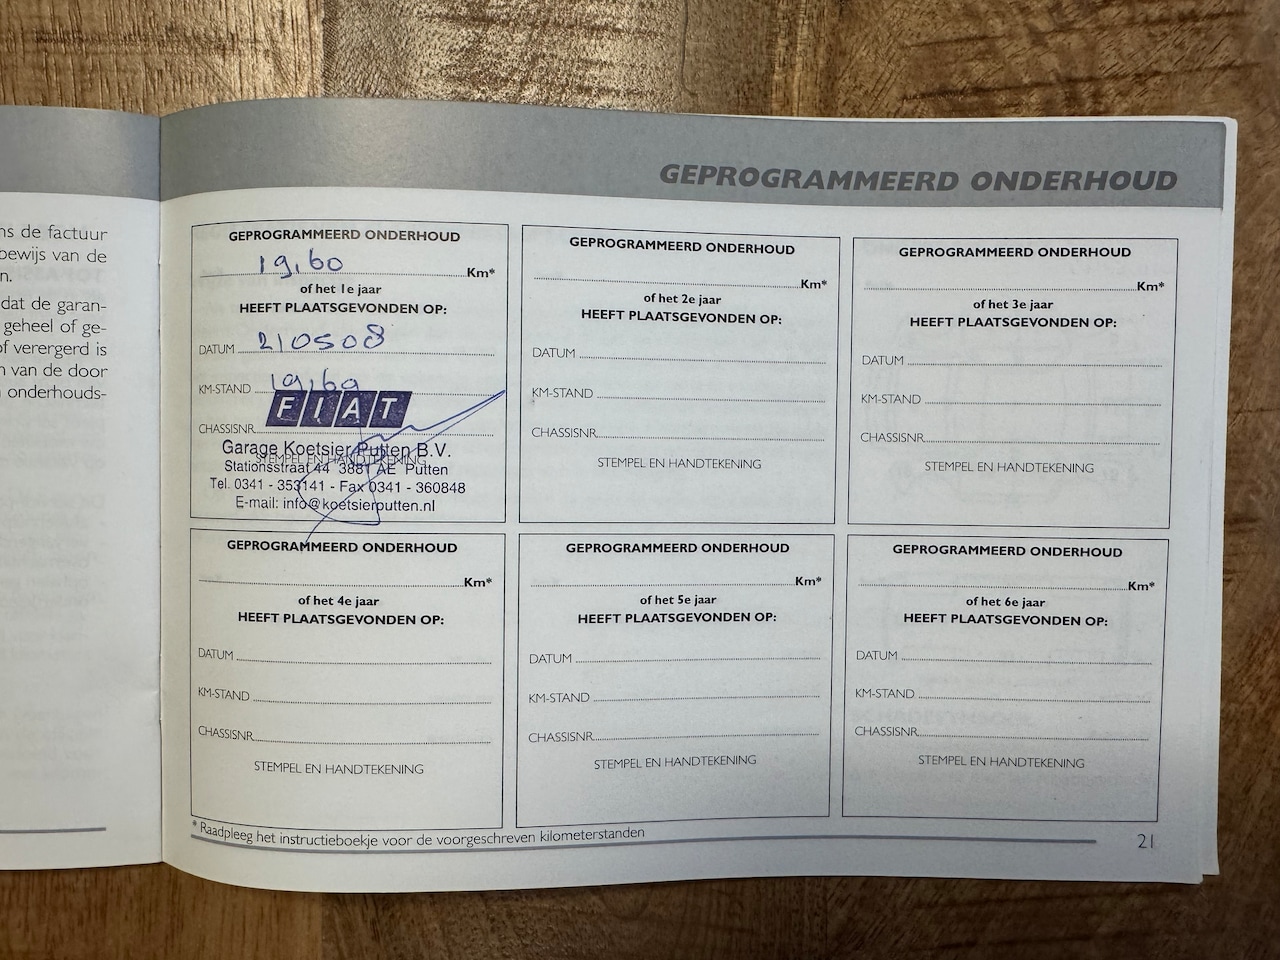 ns de factuur
bewijs van de
n.
dat de garan-
geheel of ge-
of verergerd is
n van de door
onderhouds-
GEPROGRAMMEERD ONDERHOUD
GEPROGRAMMEERD ONDERHOUD
19,60 Km*
of het 1e jaar
HEEFT PLAATSGEVONDEN OP:
DATUM 210508
KM-STAND 19,60
FIAT
CHASSISNR.
Garage Koetsier Putten B.V.
STEMPEL EN HANDTEKENING
Stationsstraat 44 3881 AE Putten
Tel. 0341 - 353141 - Fax 0341 - 360848
E-mail: info@koetsierputten.nl
GEPROGRAMMEERD ONDERHOUD
Km*
of het 2e jaar
HEEFT PLAATSGEVONDEN OP:
DATUM
KM-STAND
CHASSISNR.
STEMPEL EN HANDTEKENING
GEPROGRAMMEERD ONDERHOUD
Km*
of het 3e jaar
HEEFT PLAATSGEVONDEN OP:
DATUM
KM-STAND
CHASSISNR.
STEMPEL EN HANDTEKENING
GEPROGRAMMEERD ONDERHOUD
Km*
of het 4e jaar
HEEFT PLAATSGEVONDEN OP:
DATUM
KM-STAND
CHASSISNR.
STEMPEL EN HANDTEKENING
GEPROGRAMMEERD ONDERHOUD
Km*
of het 5e jaar
HEEFT PLAATSGEVONDEN OP:
DATUM
KM-STAND
CHASSISNR.
STEMPEL EN HANDTEKENING
GEPROGRAMMEERD ONDERHOUD
Km*
of het 6e jaar
HEEFT PLAATSGEVONDEN OP:
DATUM
KM-STAND
CHASSISNR.
STEMPEL EN HANDTEKENING
* Raadpleeg het instructieboekje voor de voorgeschreven kilometerstanden
21